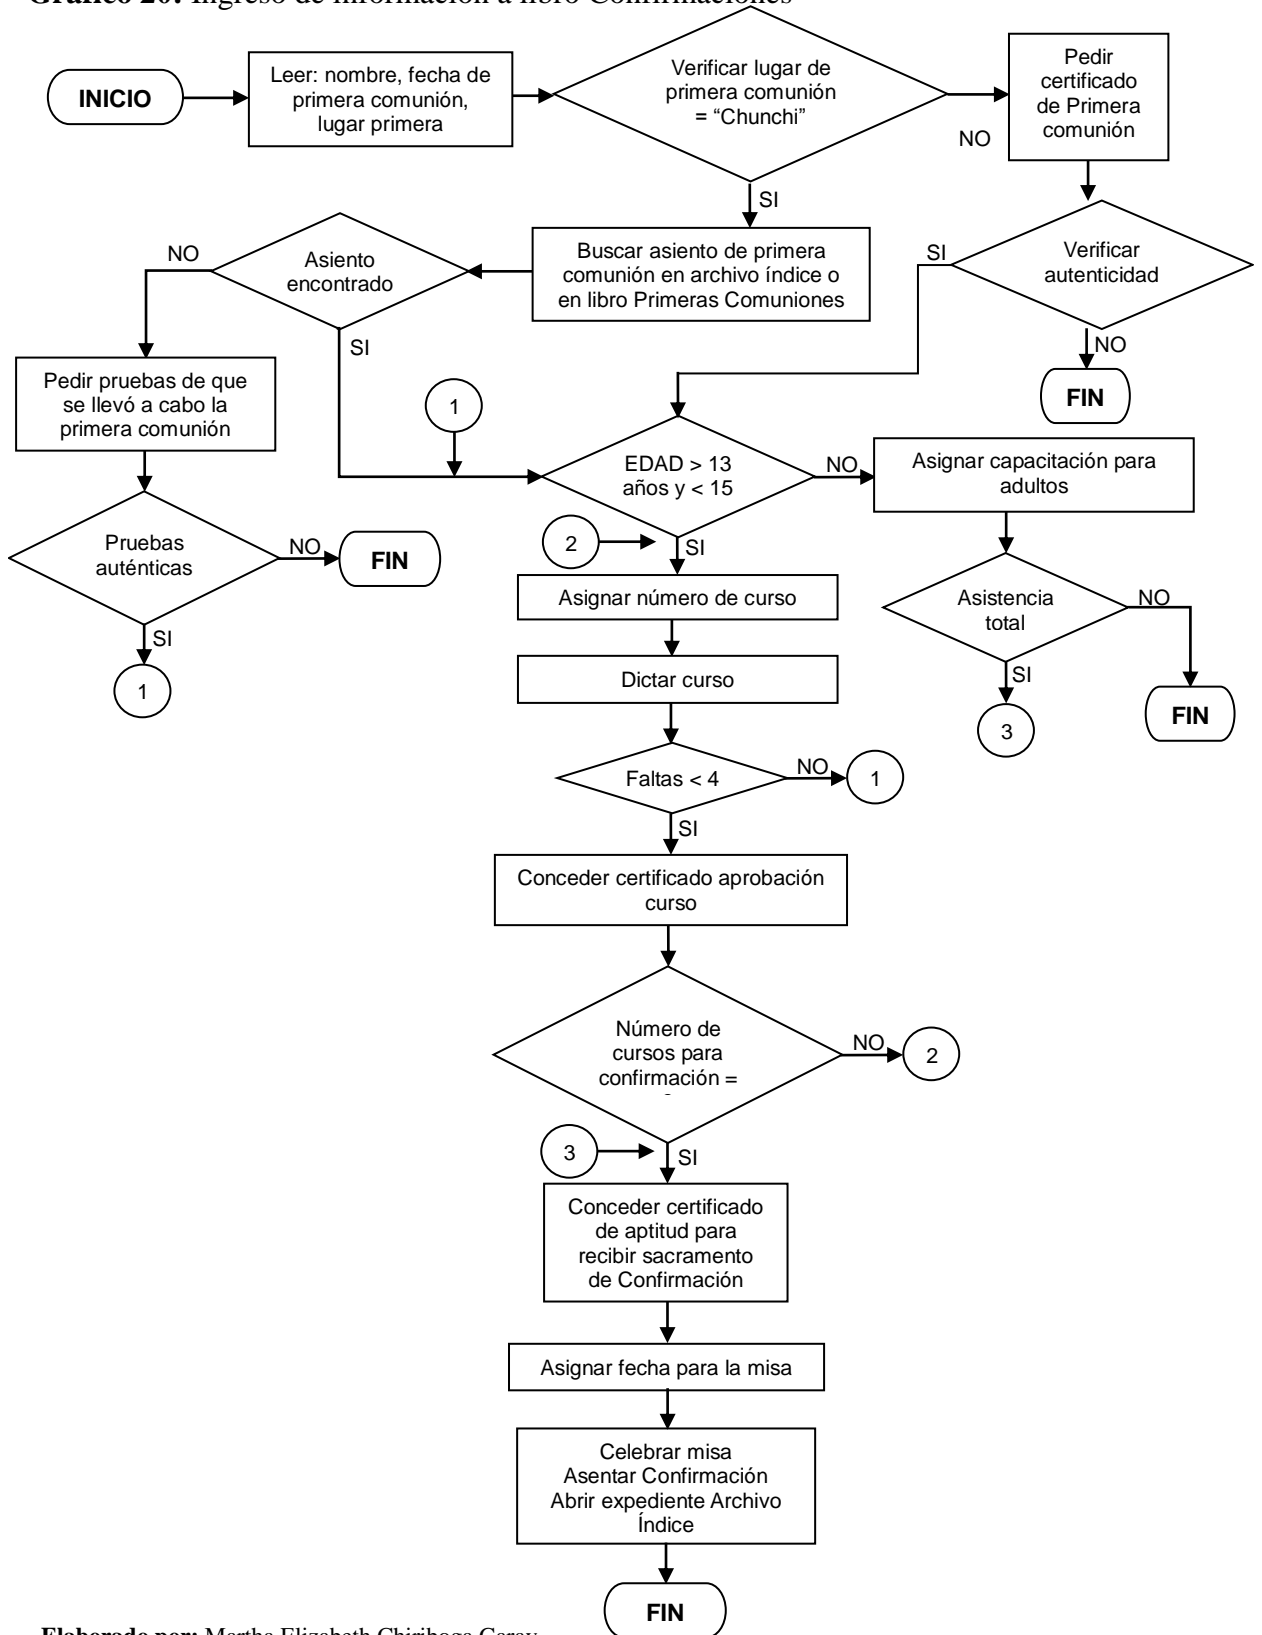 Gráfico 20: Ingreso de información a libro Confirmaciones
INICIO
Leer: nombre, fecha de
primera comunión,
lugar primera
Verificar lugar de
primera comunión
= “Chunchi”
NO
Pedir
certificado
de Primera
comunión
SI
Buscar asiento de primera
comunión en archivo índice o
en libro Primeras Comuniones
Asiento
encontrado
NO
SI
Verificar
autenticidad
SI
NO
FIN
Pedir pruebas de que
se llevó a cabo la
primera comunión
1
EDAD > 13
años y < 15
NO
Asignar capacitación para
adultos
Pruebas
auténticas
NO
FIN
SI
1
2
SI
Asignar número de curso
Asistencia
total
NO
SI
FIN
3
Dictar curso
Faltas < 4
NO
1
SI
Conceder certificado aprobación
curso
Número de
cursos para
confirmación =
NO
2
3
SI
Conceder certificado
de aptitud para
recibir sacramento
de Confirmación
Asignar fecha para la misa
Celebrar misa
Asentar Confirmación
Abrir expediente Archivo
Índice
FIN
Elaborado por: Martha Elizabeth Chiriboga Garay